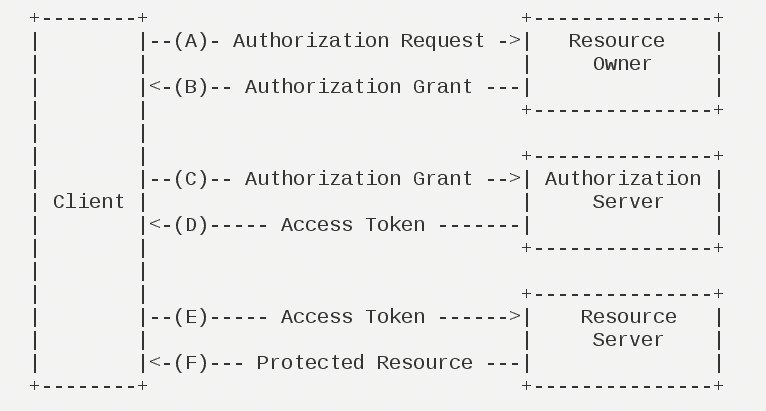 +--------+                               +---------------+
|        |--(A)- Authorization Request ->|   Resource    |
|        |                               |     Owner     |
|        |<-(B)-- Authorization Grant ---|               |
|        |                               +---------------+
|        |
|        |                               +---------------+
|        |--(C)-- Authorization Grant -->| Authorization |
| Client |                               |     Server    |
|        |<-(D)----- Access Token -------|               |
|        |                               +---------------+
|        |
|        |                               +---------------+
|        |--(E)----- Access Token ------>|    Resource   |
|        |                               |     Server    |
|        |<-(F)--- Protected Resource ---|               |
+--------+                               +---------------+